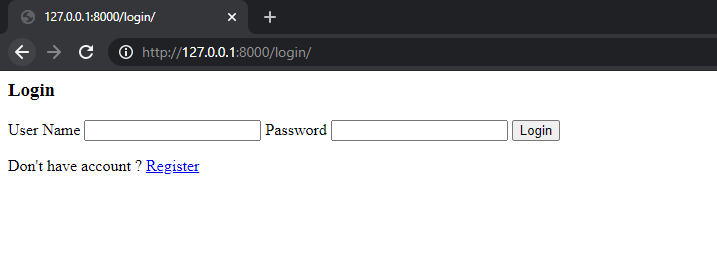 127.0.0.1:8000/login/
http://127.0.0.1:8000/login/
Login
User Name Password Login
Don't have account ? Register